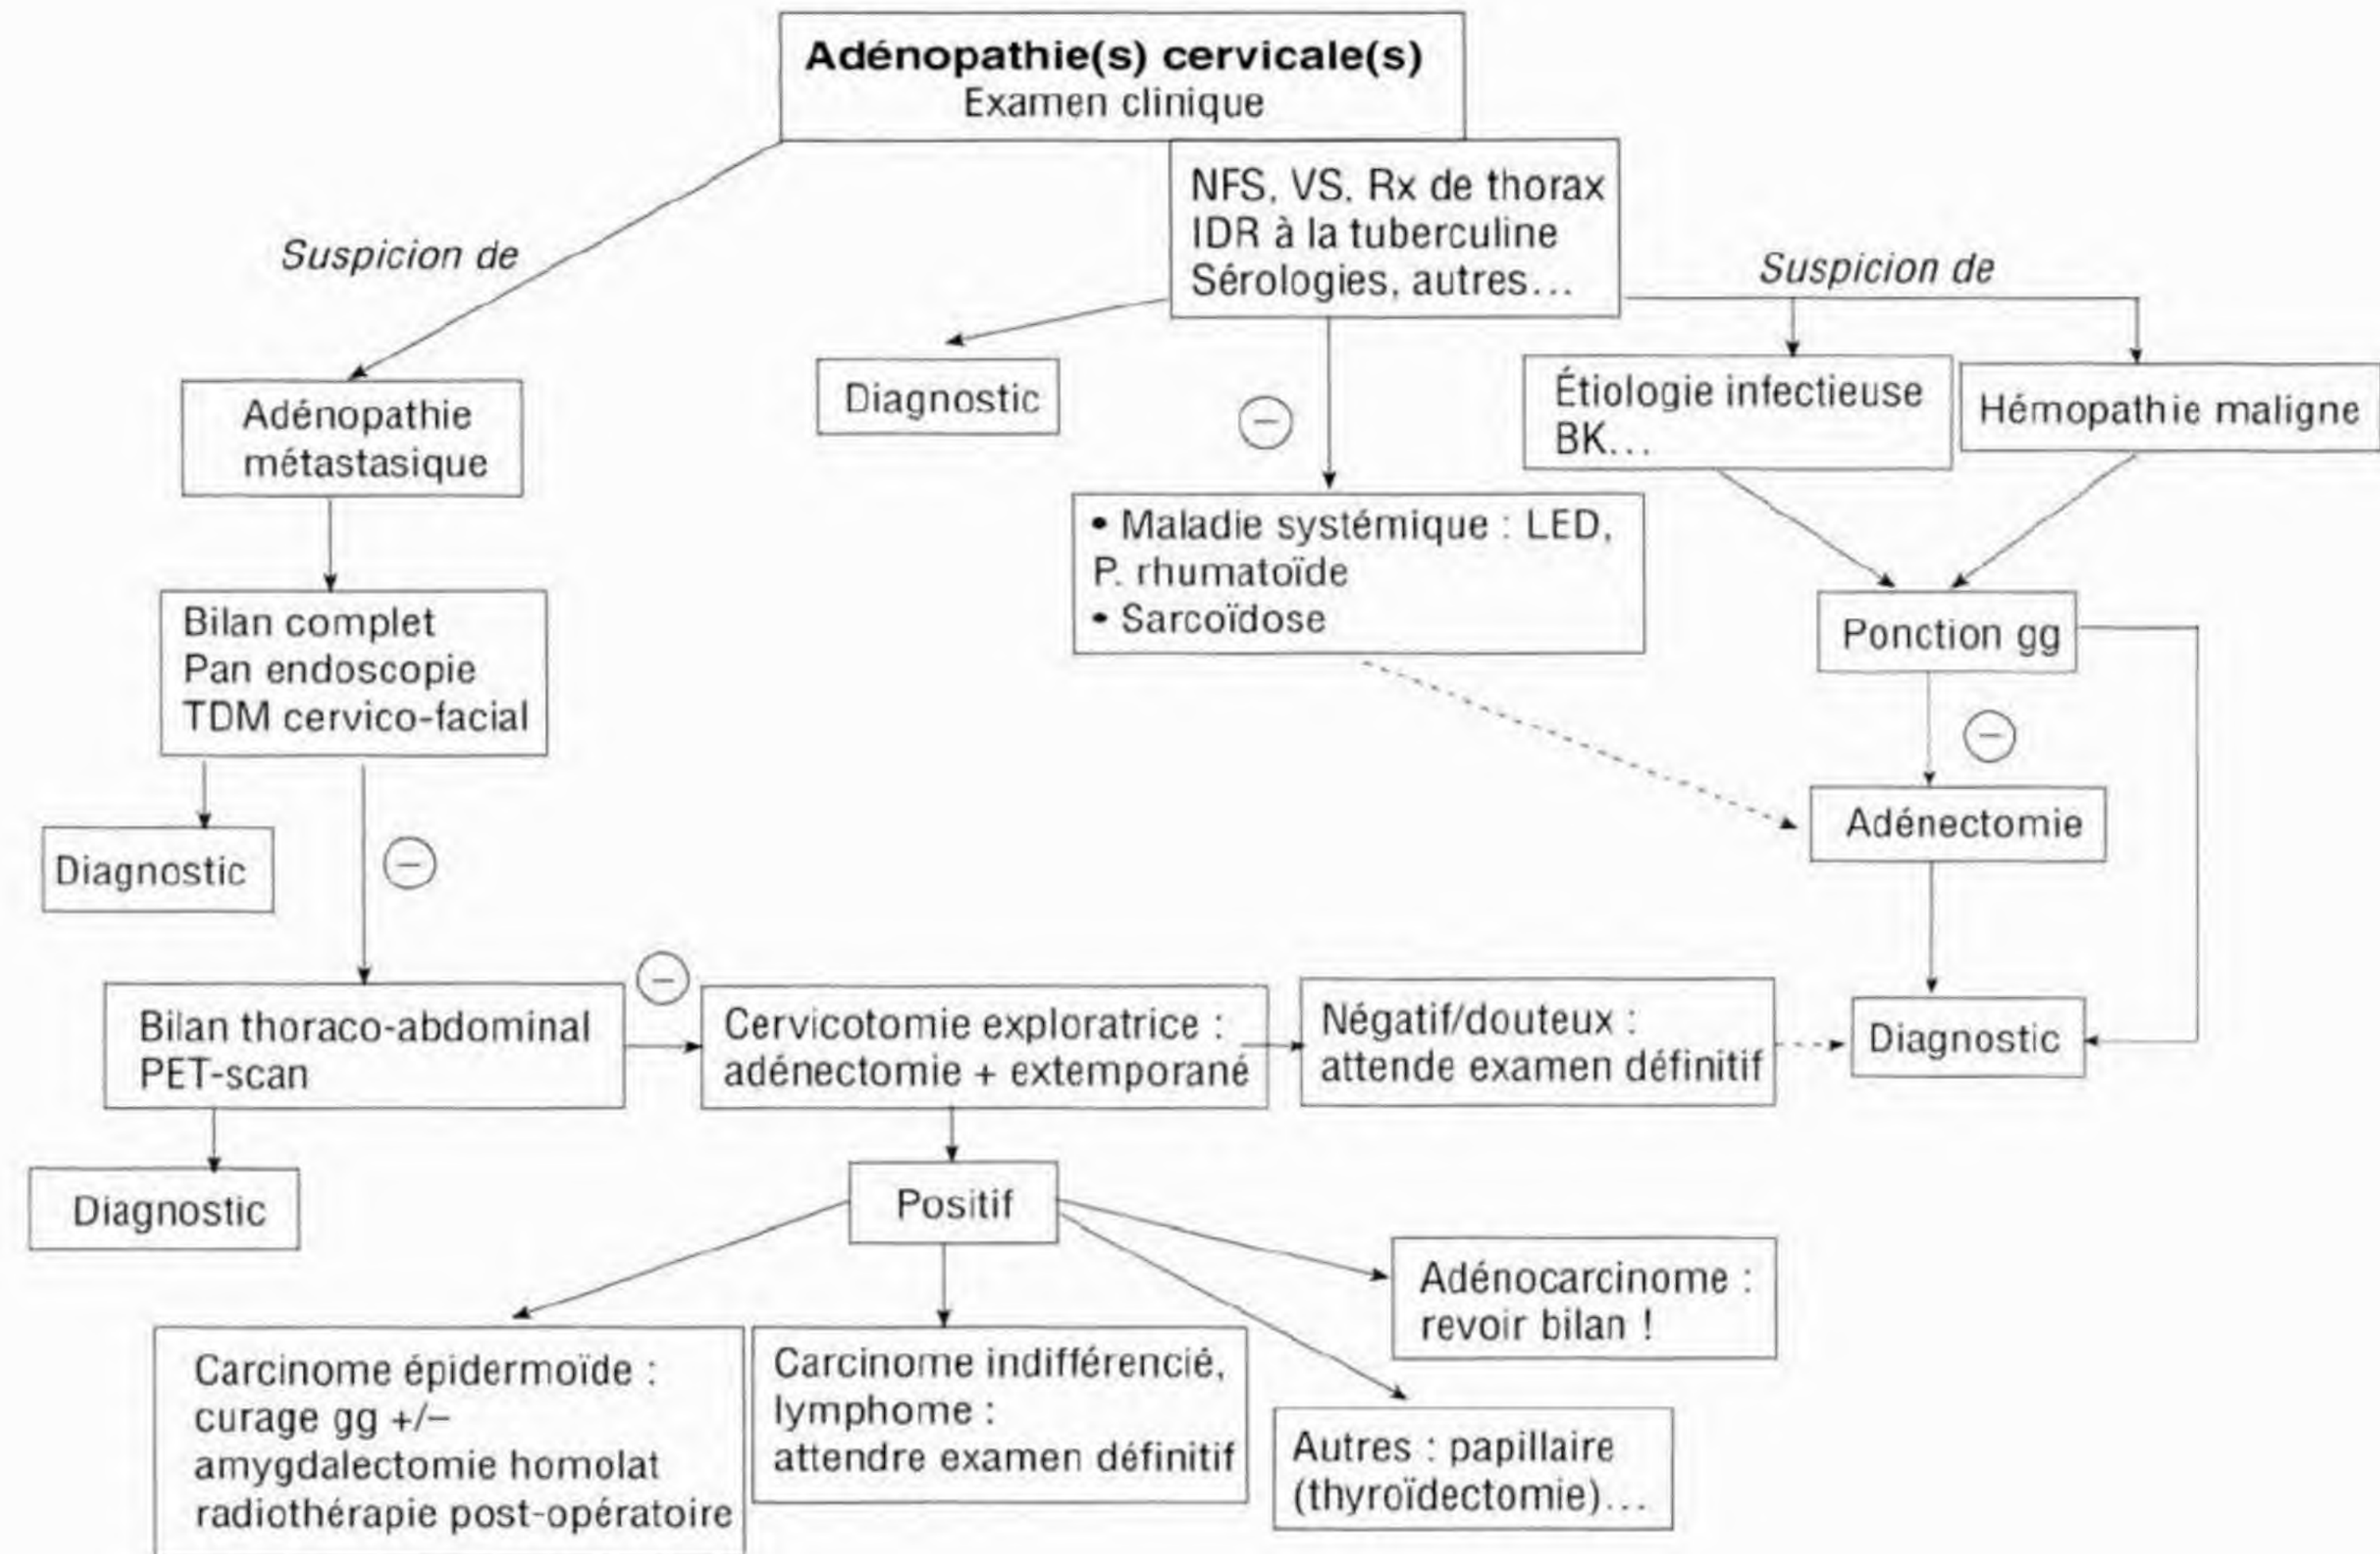 Adénopathie(s) cervicale(s)
Examen clinique
NFS, VS, Rx de thorax
IDR à la tuberculine
Sérologies, autres...
Suspicion de
Suspicion de
Adénopathie
métastasique
Diagnostic
−
Étiologie infectieuse
BK...
Hémopathie maligne
• Maladie systémique : LED,
P. rhumatoïde
• Sarcoïdose
Bilan complet
Pan endoscopie
TDM cervico-facial
Ponction gg
−
Diagnostic
−
Adénectomie
Bilan thoraco-abdominal
PET-scan
−
Cervicotomie exploratrice :
adénectomie + extemporané
Négatif/douteux :
attende examen définitif
Diagnostic
Diagnostic
Positif
Adénocarcinome :
revoir bilan !
Carcinome épidermoïde :
curage gg +/−
amygdalectomie homolat
radiothérapie post-opératoire
Carcinome indifférencié,
lymphome :
attendre examen définitif
Autres : papillaire
(thyroïdectomie)...